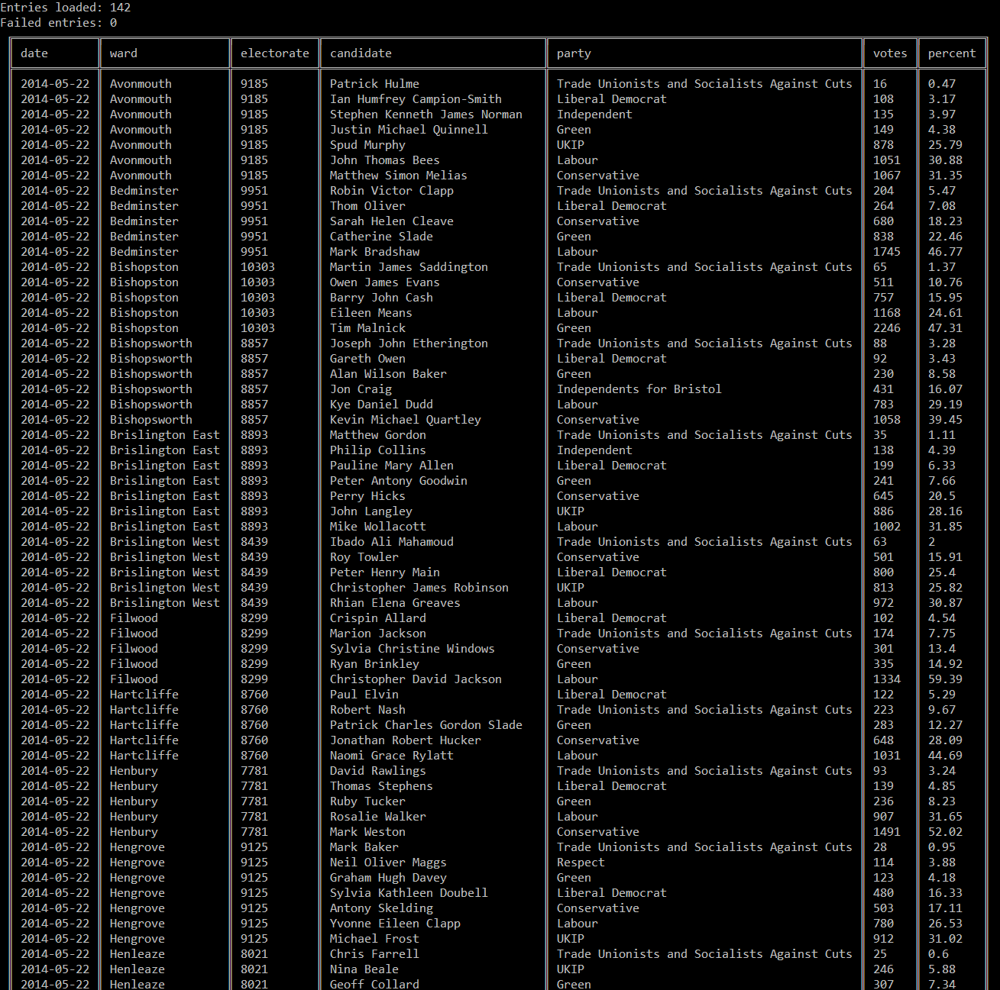 Entries loaded: 142
Failed entries: 0
date ward electorate candidate party votes percent
2014-05-22 Avonmouth 9185 Patrick Hulme Trade Unionists and Socialists Against Cuts 16 0.47
2014-05-22 Avonmouth 9185 Ian Humfrey Campion-Smith Liberal Democrat 108 3.17
2014-05-22 Avonmouth 9185 Stephen Kenneth James Norman Independent 135 3.97
2014-05-22 Avonmouth 9185 Justin Michael Quinnell Green 149 4.38
2014-05-22 Avonmouth 9185 Spud Murphy UKIP 878 25.79
2014-05-22 Avonmouth 9185 John Thomas Bees Labour 1051 30.88
2014-05-22 Avonmouth 9185 Matthew Simon Melias Conservative 1067 31.35
2014-05-22 Bedminster 9951 Robin Victor Clapp Trade Unionists and Socialists Against Cuts 204 5.47
2014-05-22 Bedminster 9951 Thom Oliver Liberal Democrat 264 7.08
2014-05-22 Bedminster 9951 Sarah Helen Cleave Conservative 680 18.23
2014-05-22 Bedminster 9951 Catherine Slade Green 838 22.46
2014-05-22 Bedminster 9951 Mark Bradshaw Labour 1745 46.77
2014-05-22 Bishopston 10303 Martin James Saddington Trade Unionists and Socialists Against Cuts 65 1.37
2014-05-22 Bishopston 10303 Owen James Evans Conservative 511 10.76
2014-05-22 Bishopston 10303 Barry John Cash Liberal Democrat 757 15.95
2014-05-22 Bishopston 10303 Eileen Means Labour 1168 24.61
2014-05-22 Bishopston 10303 Tim Malnick Green 2246 47.31
2014-05-22 Bishopsworth 8857 Joseph John Etherington Trade Unionists and Socialists Against Cuts 88 3.28
2014-05-22 Bishopsworth 8857 Gareth Owen Liberal Democrat 92 3.43
2014-05-22 Bishopsworth 8857 Alan Wilson Baker Green 230 8.58
2014-05-22 Bishopsworth 8857 Jon Craig Independents for Bristol 431 16.07
2014-05-22 Bishopsworth 8857 Kye Daniel Dudd Labour 783 29.19
2014-05-22 Bishopsworth 8857 Kevin Michael Quartley Conservative 1058 39.45
2014-05-22 Brislington East 8893 Matthew Gordon Trade Unionists and Socialists Against Cuts 35 1.11
2014-05-22 Brislington East 8893 Philip Collins Independent 138 4.39
2014-05-22 Brislington East 8893 Pauline Mary Allen Liberal Democrat 199 6.33
2014-05-22 Brislington East 8893 Peter Antony Goodwin Green 241 7.66
2014-05-22 Brislington East 8893 Perry Hicks Conservative 645 20.5
2014-05-22 Brislington East 8893 John Langley UKIP 886 28.16
2014-05-22 Brislington East 8893 Mike Wollacott Labour 1002 31.85
2014-05-22 Brislington West 8439 Ibado Ali Mahamoud Trade Unionists and Socialists Against Cuts 63 2
2014-05-22 Brislington West 8439 Roy Towler Conservative 501 15.91
2014-05-22 Brislington West 8439 Peter Henry Main Liberal Democrat 800 25.4
2014-05-22 Brislington West 8439 Christopher James Robinson UKIP 813 25.82
2014-05-22 Brislington West 8439 Rhian Elena Greaves Labour 972 30.87
2014-05-22 Filwood 8299 Crispin Allard Liberal Democrat 102 4.54
2014-05-22 Filwood 8299 Marion Jackson Trade Unionists and Socialists Against Cuts 174 7.75
2014-05-22 Filwood 8299 Sylvia Christine Windows Conservative 301 13.4
2014-05-22 Filwood 8299 Ryan Brinkley Green 335 14.92
2014-05-22 Filwood 8299 Christopher David Jackson Labour 1334 59.39
2014-05-22 Hartcliffe 8760 Paul Elvin Liberal Democrat 122 5.29
2014-05-22 Hartcliffe 8760 Robert Nash Trade Unionists and Socialists Against Cuts 223 9.67
2014-05-22 Hartcliffe 8760 Patrick Charles Gordon Slade Green 283 12.27
2014-05-22 Hartcliffe 8760 Jonathan Robert Hucker Conservative 648 28.09
2014-05-22 Hartcliffe 8760 Naomi Grace Rylatt Labour 1031 44.69
2014-05-22 Henbury 7781 David Rawlings Trade Unionists and Socialists Against Cuts 93 3.24
2014-05-22 Henbury 7781 Thomas Stephens Liberal Democrat 139 4.85
2014-05-22 Henbury 7781 Ruby Tucker Green 236 8.23
2014-05-22 Henbury 7781 Rosalie Walker Labour 907 31.65
2014-05-22 Henbury 7781 Mark Weston Conservative 1491 52.02
2014-05-22 Hengrove 9125 Mark Baker Trade Unionists and Socialists Against Cuts 28 0.95
2014-05-22 Hengrove 9125 Neil Oliver Maggs Respect 114 3.88
2014-05-22 Hengrove 9125 Graham Hugh Davey Green 123 4.18
2014-05-22 Hengrove 9125 Sylvia Kathleen Doubell Liberal Democrat 480 16.33
2014-05-22 Hengrove 9125 Antony Skelding Conservative 503 17.11
2014-05-22 Hengrove 9125 Yvonne Eileen Clapp Labour 780 26.53
2014-05-22 Hengrove 9125 Michael Frost UKIP 912 31.02
2014-05-22 Henleaze 8021 Chris Farrell Trade Unionists and Socialists Against Cuts 25 0.6
2014-05-22 Henleaze 8021 Nina Beale UKIP 246 5.88
2014-05-22 Henleaze 8021 Geoff Collard Green 307 7.34